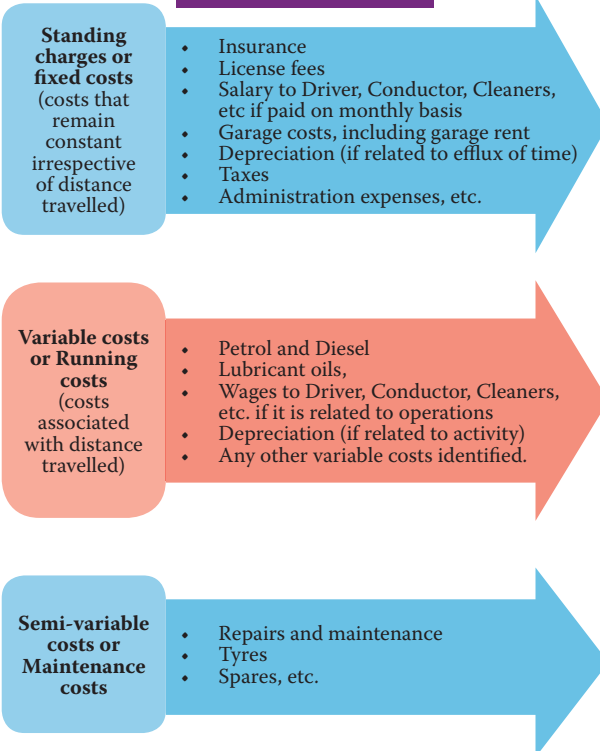 Standing
charges or
fixed costs
(costs that
remain
constant
irrespective
of distance
travelled)
• Insurance
• License fees
• Salary to Driver, Conductor, Cleaners,
etc if paid on monthly basis
• Garage costs, including garage rent
• Depreciation (if related to efflux of time)
• Taxes
• Administration expenses, etc.
Variable costs
or Running
costs
(costs
associated
with distance
travelled)
• Petrol and Diesel
• Lubricant oils,
• Wages to Driver, Conductor, Cleaners,
etc. if it is related to operations
• Depreciation (if related to activity)
• Any other variable costs identified.
Semi-variable
costs or
Maintenance
costs
• Repairs and maintenance
• Tyres
• Spares, etc.